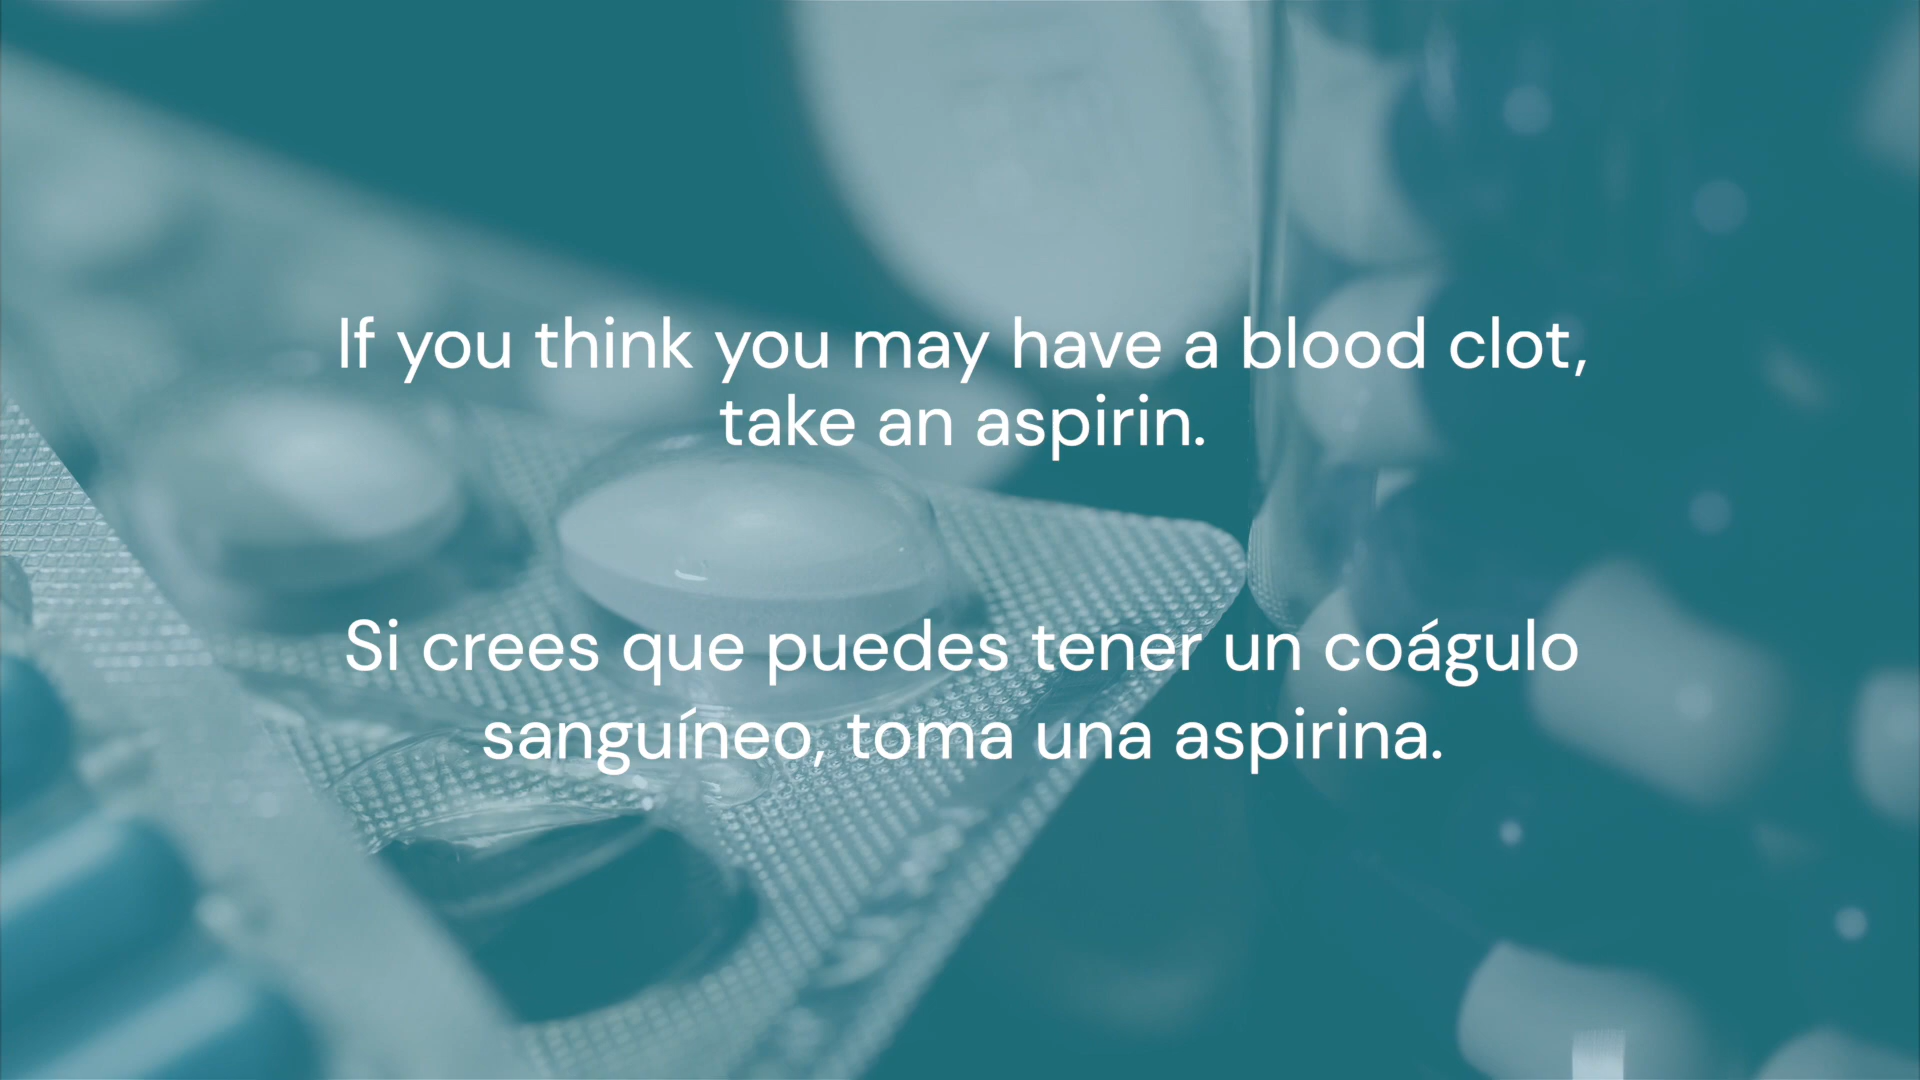 If you think you may have a blood clot,
take an aspirin.
Si crees que puedes tener un coágulo
sanguíneo, toma una aspirina.